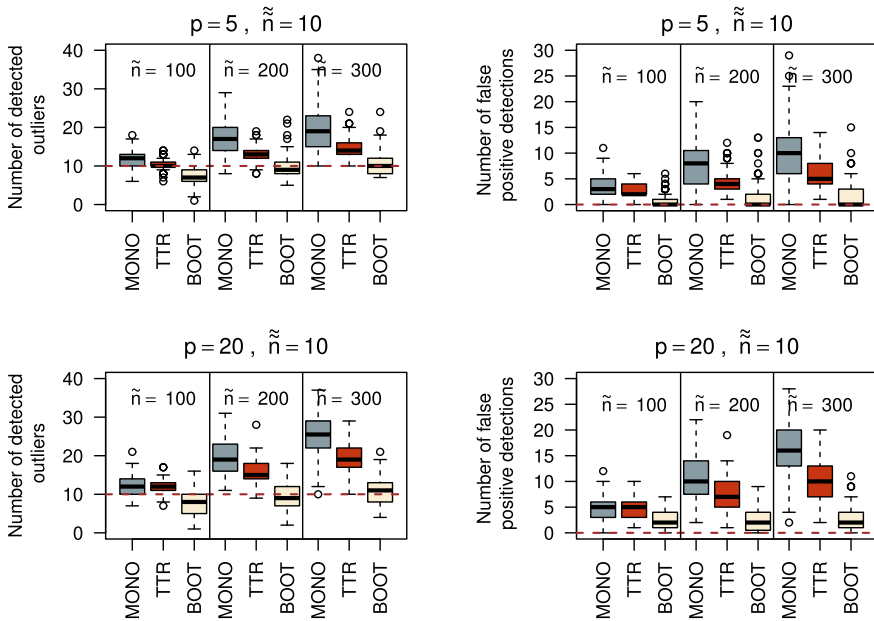 p = 5 , ñ̃ = 10
Number of detected
outliers
40
30
20
10
0
ñ = 100
ñ = 200
ñ = 300
MONO
TTR
BOOT
MONO
TTR
BOOT
MONO
TTR
BOOT
p = 5 , ñ̃ = 10
Number of false
positive detections
30
25
20
15
10
5
0
ñ = 100
ñ = 200
ñ = 300
MONO
TTR
BOOT
MONO
TTR
BOOT
MONO
TTR
BOOT
p = 20 , ñ̃ = 10
Number of detected
outliers
40
30
20
10
0
ñ = 100
ñ = 200
ñ = 300
MONO
TTR
BOOT
MONO
TTR
BOOT
MONO
TTR
BOOT
p = 20 , ñ̃ = 10
Number of false
positive detections
30
25
20
15
10
5
0
ñ = 100
ñ = 200
ñ = 300
MONO
TTR
BOOT
MONO
TTR
BOOT
MONO
TTR
BOOT